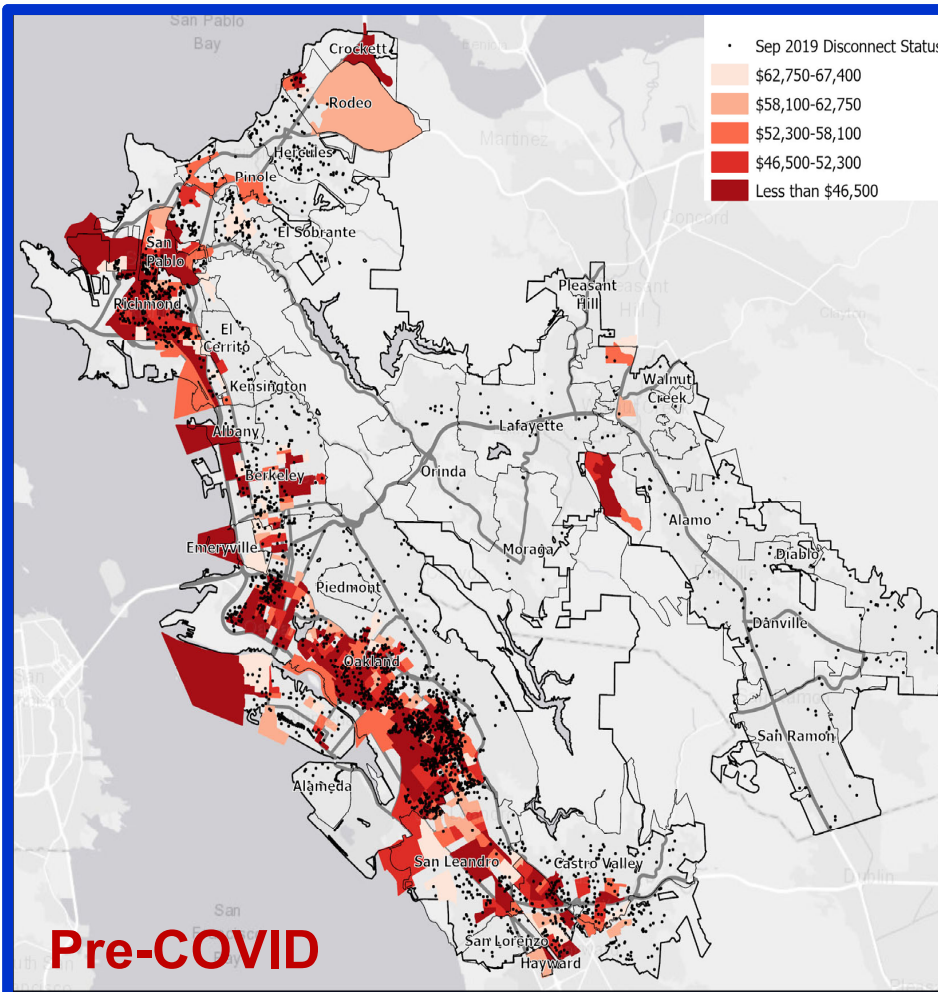 San Pablo
Bay
Crockett
Benicia
Rodeo
Martinez
Hercules
Pinole
El Sobrante
Concord
San
Pablo
Pleasant
Hill
Richmond
Clayton
El
Cerrito
Kensington
Walnut
Creek
Albany
Lafayette
Berkeley
Orinda
Alamo
Emeryville
Moraga
Diablo
Piedmont
Danville
Oakland
San Ramon
Alameda
San Leandro
Castro Valley
Dublin
San
San Lorenzo
Hayward
Bay
Sep 2019 Disconnect Status
$62,750-67,400
$58,100-62,750
$52,300-58,100
$46,500-52,300
Less than $46,500
Pre-COVID